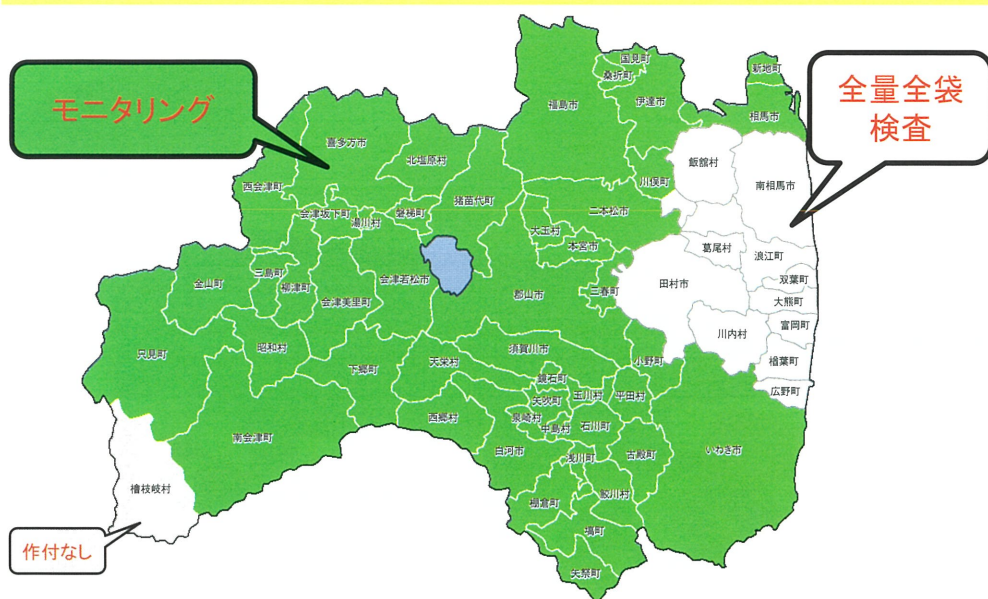 モニタリング
全量全袋
検査
作付なし
国見町
桑折町
新地町
福島市
伊達市
相馬市
喜多方市
北塩原村
飯舘村
川俣町
南相馬市
西会津町
猪苗代町
会津坂下町
湯川村
磐梯町
二本松市
大玉村
本宮市
葛尾村
浪江町
双葉町
金山町
三島町
柳津町
会津若松市
会津美里町
郡山市
三春町
田村市
大熊町
川内村
富岡町
只見町
昭和村
下郷町
天栄村
須賀川市
小野町
楢葉町
広野町
鏡石町
矢吹町
玉川村
平田村
西郷村
泉崎村
中島村
石川町
南会津町
白河市
浅川町
古殿町
いわき市
檜枝岐村
棚倉町
鮫川村
塙町
矢祭町